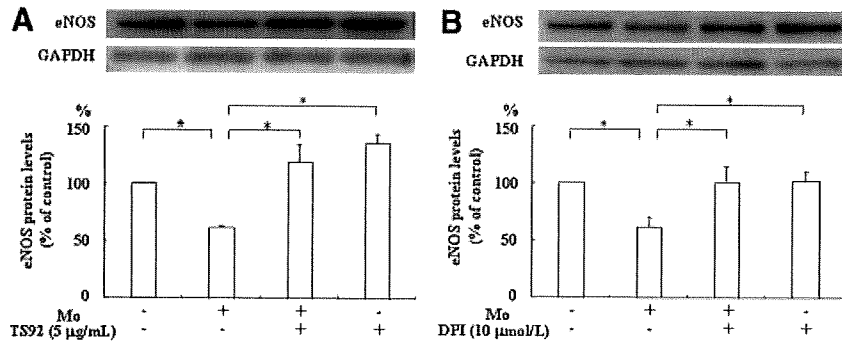 A
eNOS
GAPDH
%
150
100
50
0
eNOS protein levels
(% of control)
* * *
Mo - + + -
TS92 (5 µg/mL) - - + +
B
eNOS
GAPDH
%
150
100
50
0
eNOS protein levels
(% of control)
* * *
Mo - + + -
DPI (10 µmol/L) - - + +